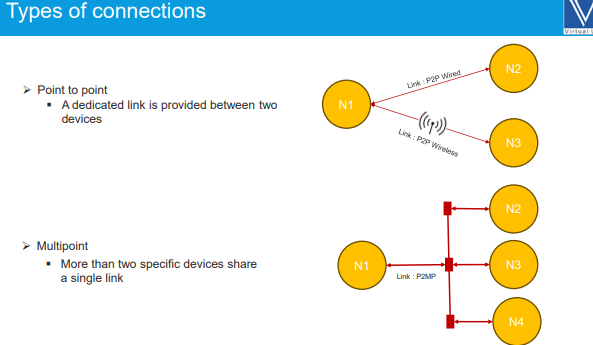 Types of connections
Point to point
A dedicated link is provided between two
devices
N1
Link : P2P Wired
N2
Link : P2P Wireless
N3
Multipoint
More than two specific devices share
a single link
N1
Link : P2MP
N2
N3
N4
Virtual